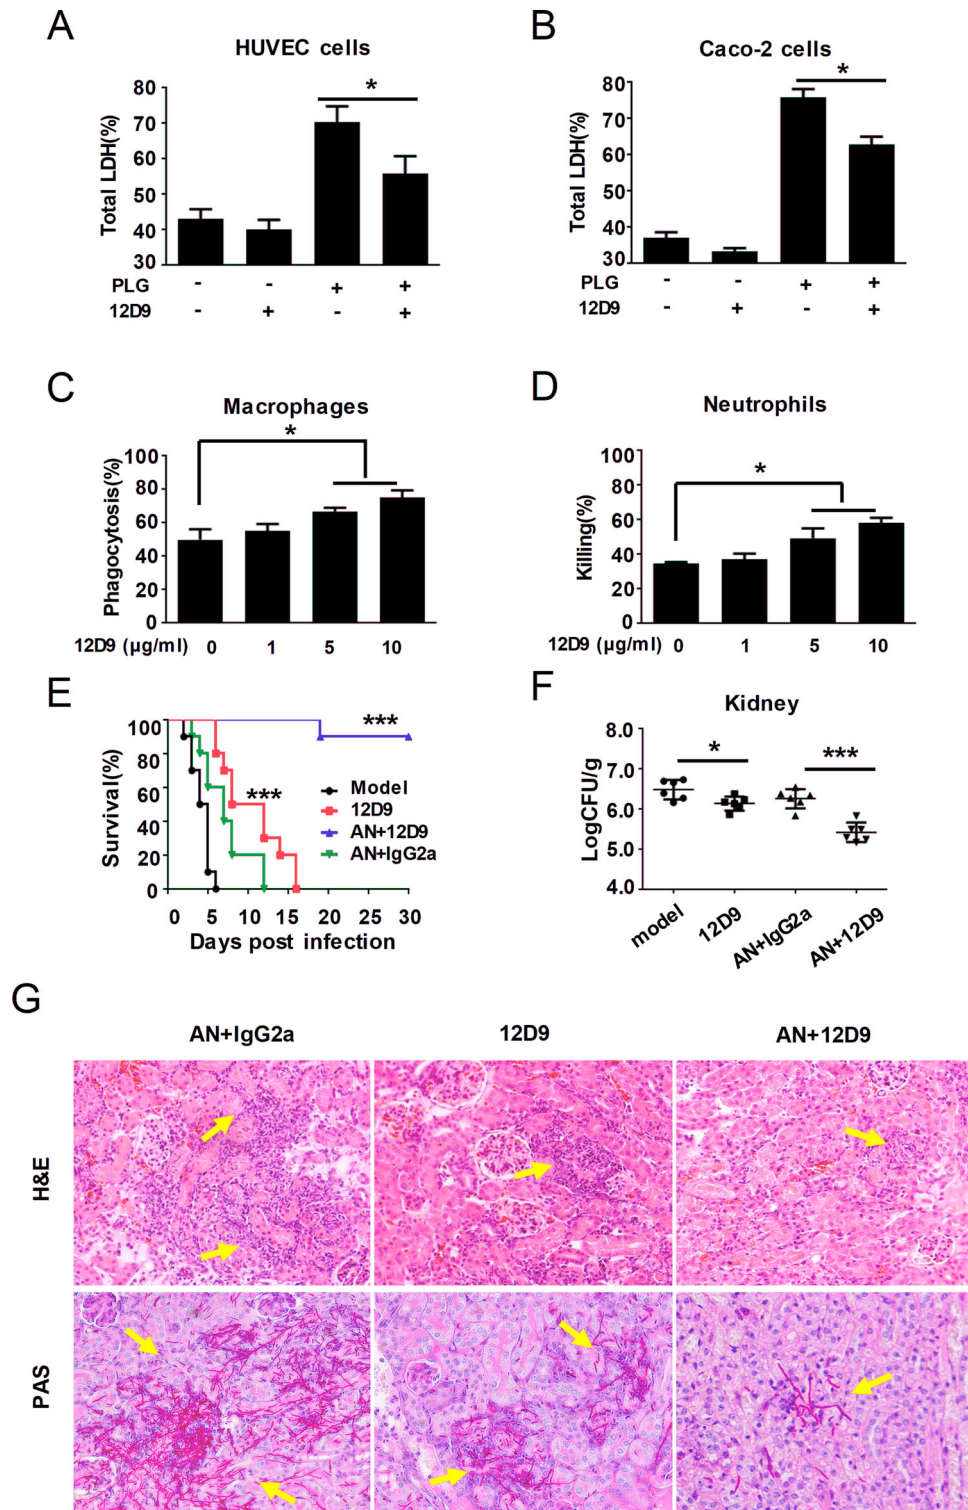 A
HUVEC cells
Total LDH(%)
80
70
60
50
40
30
*
PLG - - + +
12D9 - + - +
B
Caco-2 cells
Total LDH(%)
80
70
60
50
40
30
*
PLG - - + +
12D9 - + - +
C
Macrophages
Phagocytosis(%)
100
80
60
40
20
0
*
12D9 (μg/ml) 0 1 5 10
D
Neutrophils
Killing(%)
100
80
60
40
20
0
*
12D9 (μg/ml) 0 1 5 10
E
Survival(%)
100
80
60
40
20
0
***
***
Model
12D9
AN+12D9
AN+IgG2a
0 5 10 15 20 25 30
Days post infection
F
Kidney
LogCFU/g
8.0
7.0
6.0
5.0
4.0
*
***
model 12D9 AN+IgG2a AN+12D9
G
AN+IgG2a 12D9 AN+12D9
H&E
PAS